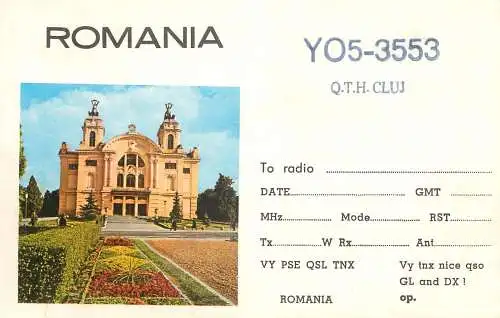 ROMANIA
YO5-3553
Q.T.H. CLUJ
To radio
DATE GMT
MHz Mode RST
Tx W Rx Ant
VY PSE QSL TNX Vy tnx nice qso
GL and DX !
ROMANIA op.